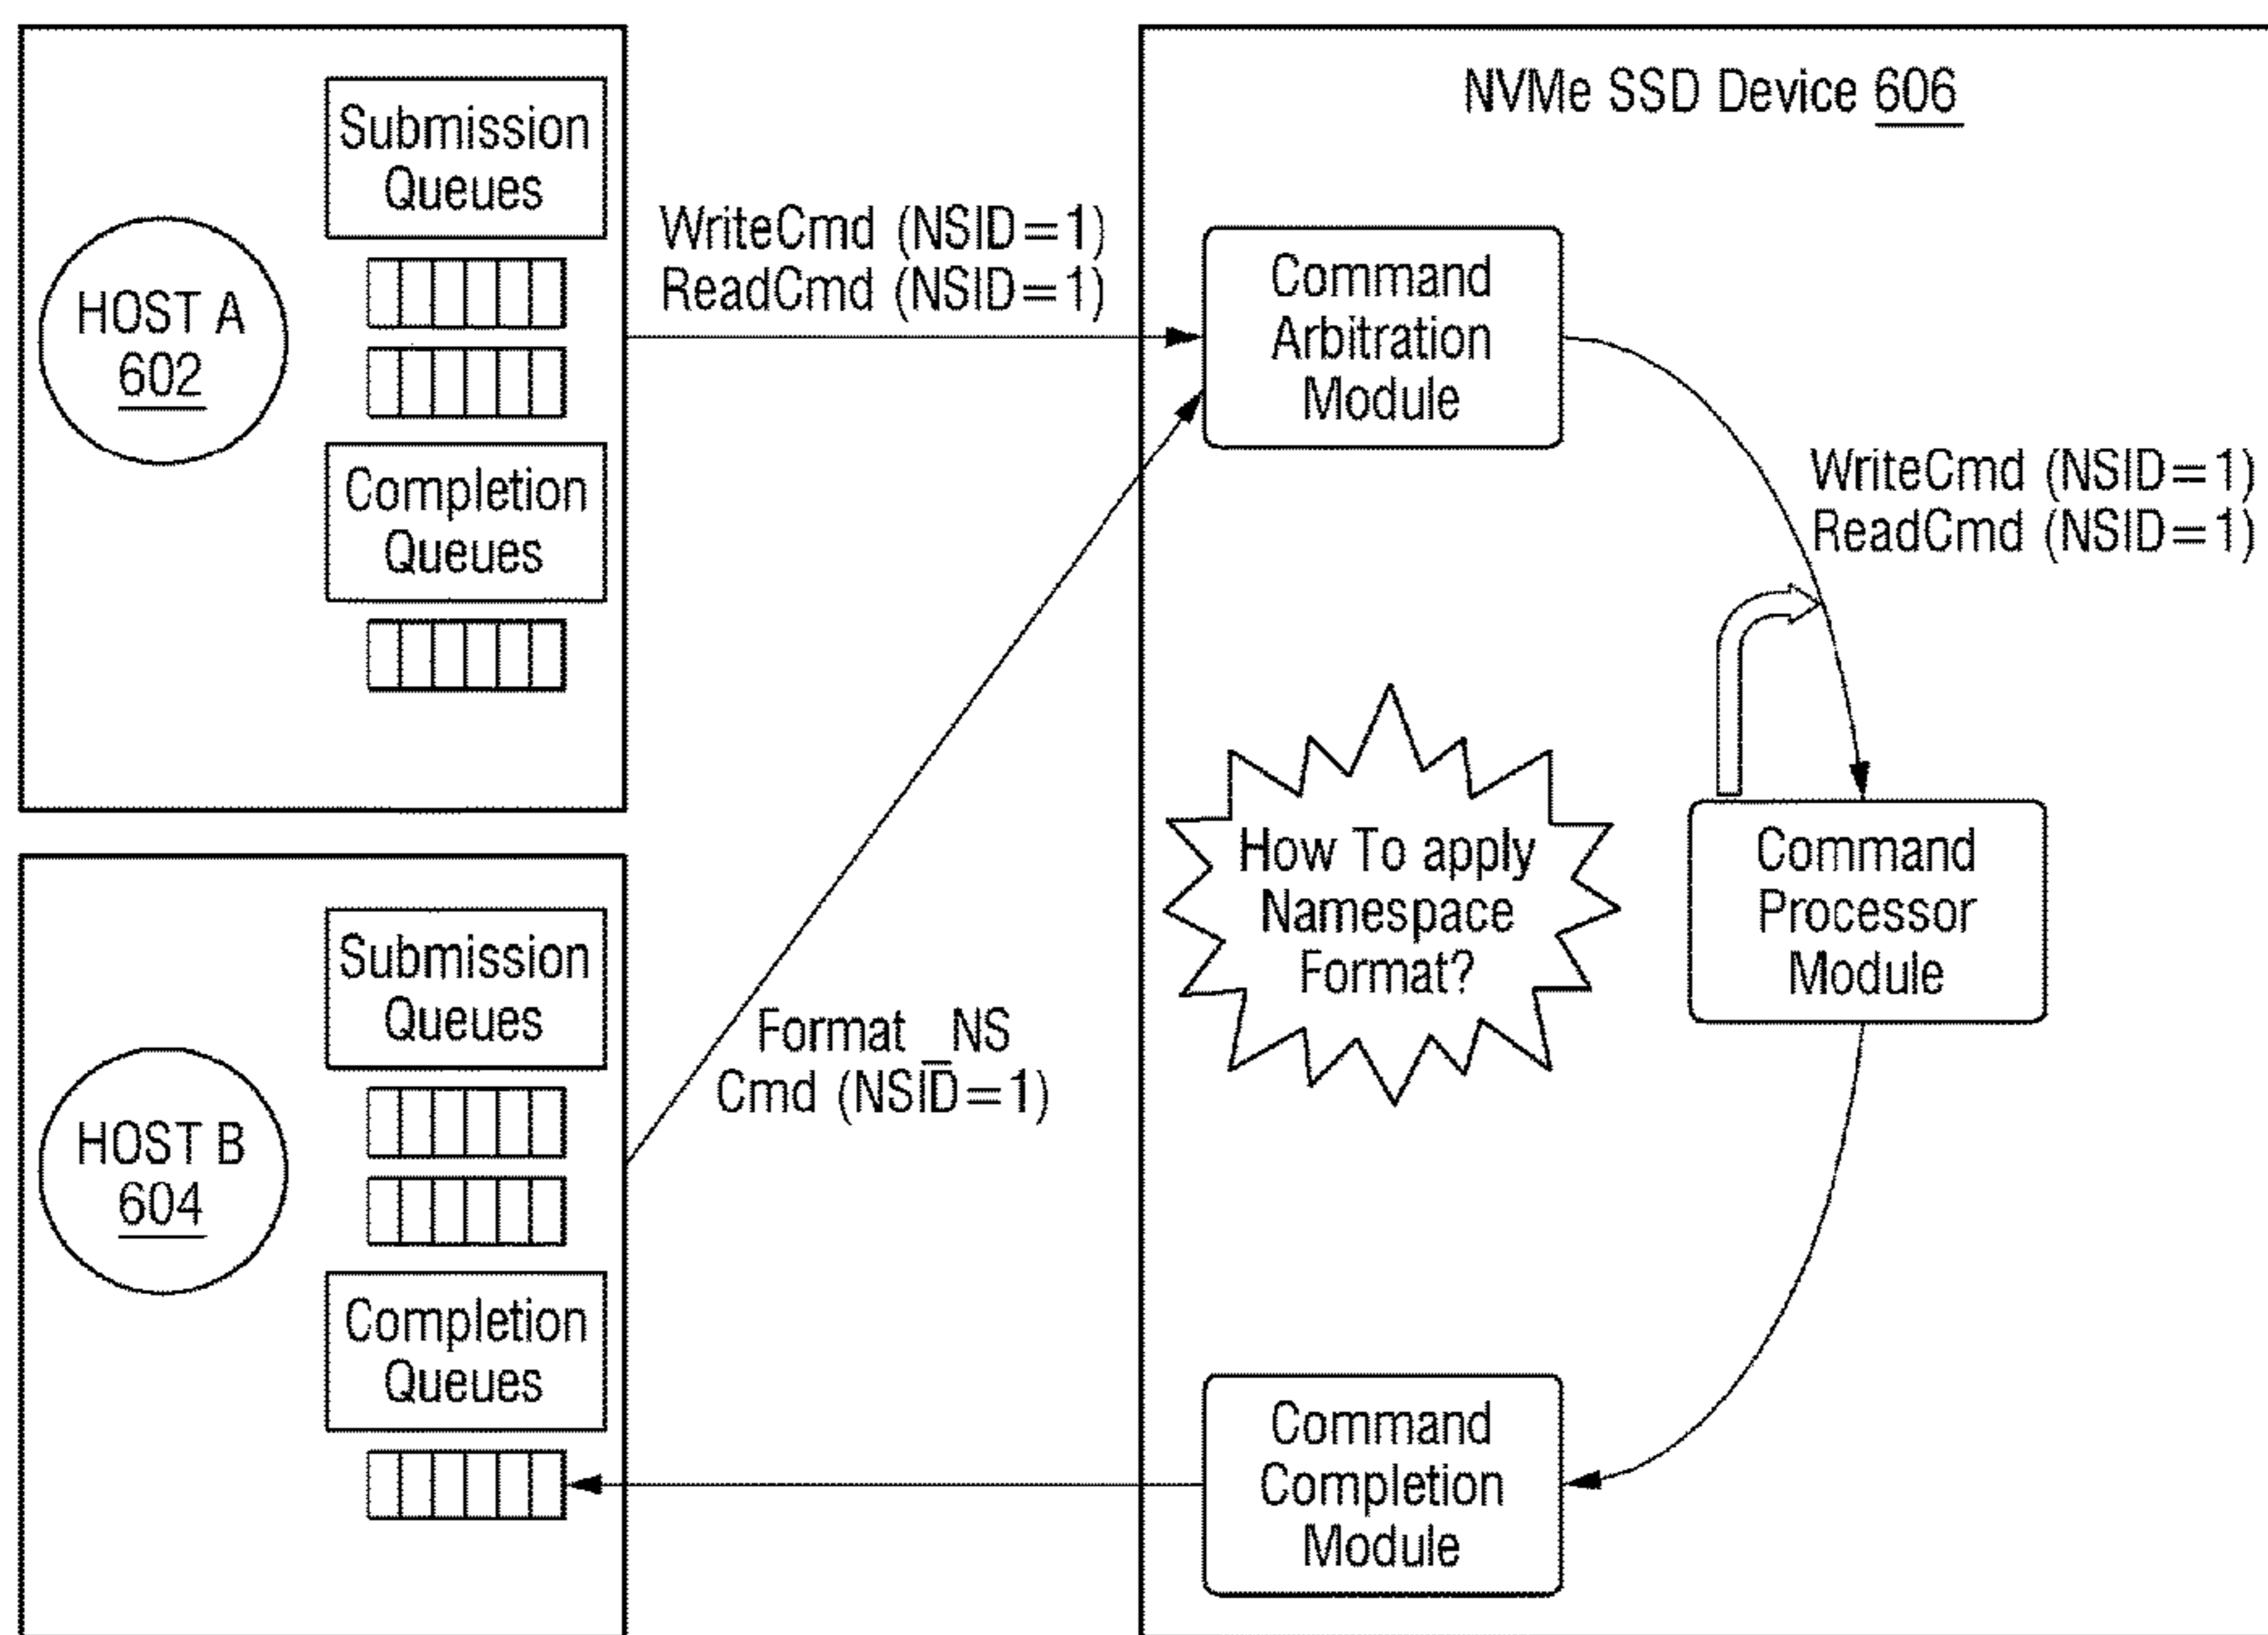 Submission
Queues
HOST A
602
Completion
Queues
WriteCmd (NSID=1)
ReadCmd (NSID=1)
NVMe SSD Device 606
Command
Arbitration
Module
WriteCmd (NSID=1)
ReadCmd (NSID=1)
How To apply
Namespace
Format?
Command
Processor
Module
Submission
Queues
HOST B
604
Completion
Queues
Format_NS
Cmd (NSID=1)
Command
Completion
Module